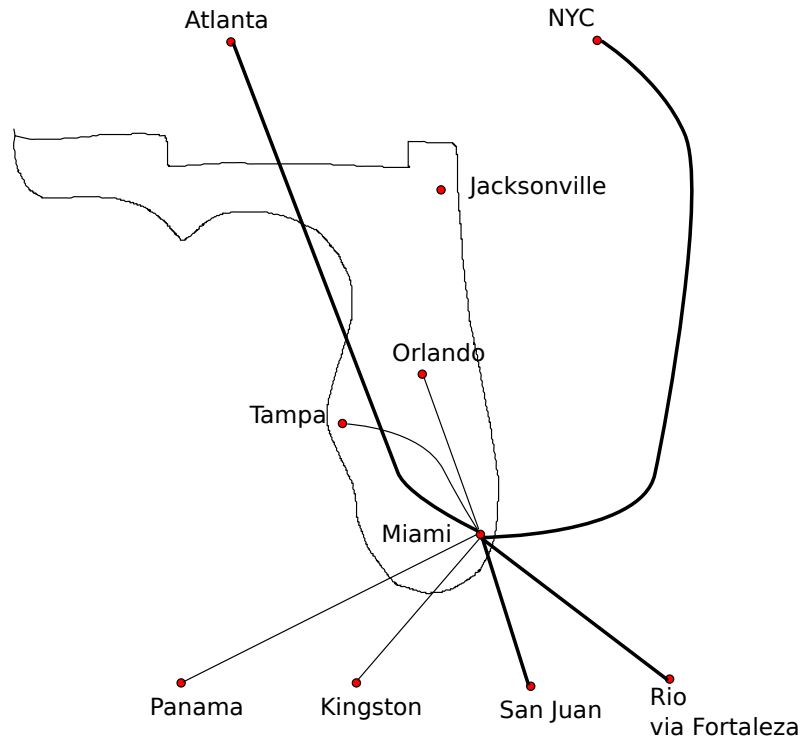 Atlanta
NYC
Jacksonville
Orlando
Tampa
Miami
Panama
Kingston
San Juan
Rio
via Fortaleza